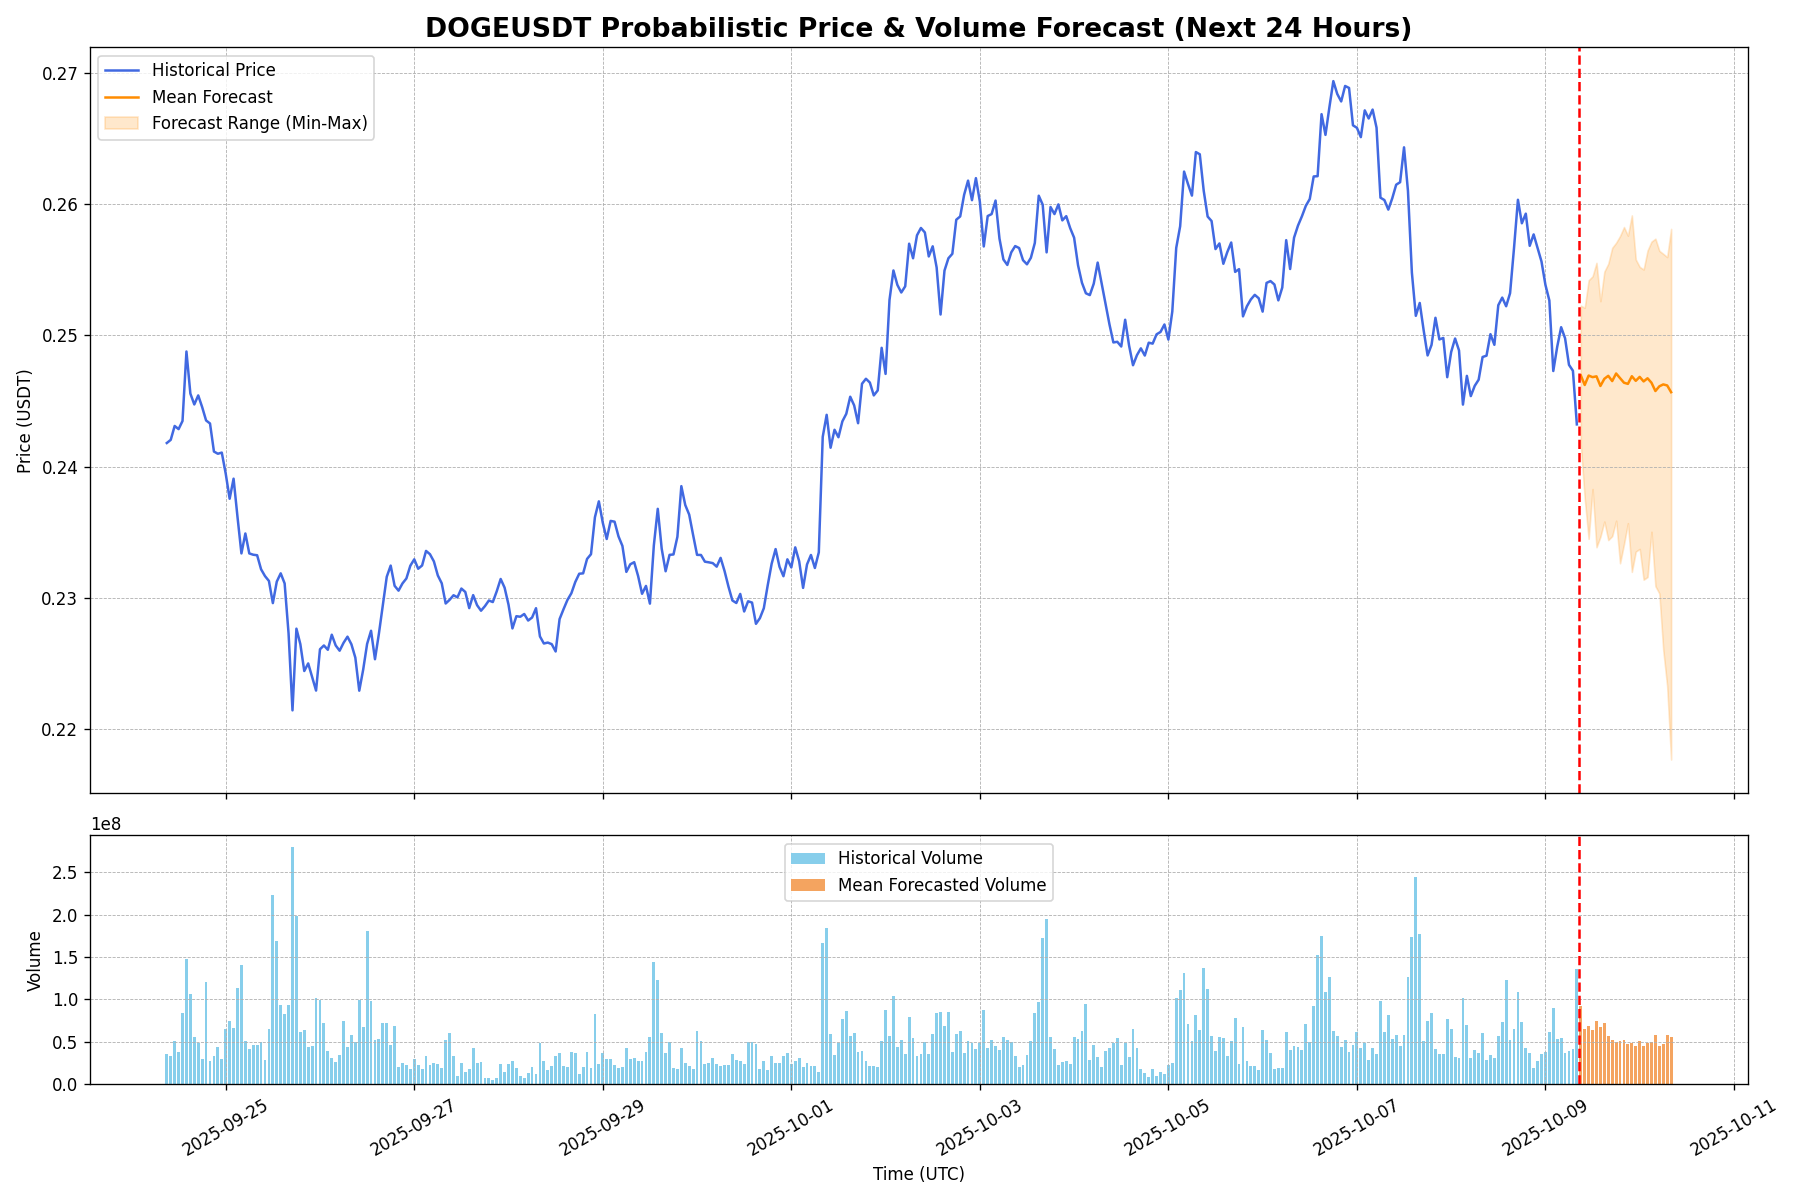 DOGEUSDT Probabilistic Price & Volume Forecast (Next 24 Hours)
Historical Price
Mean Forecast
Forecast Range (Min-Max)
Price (USDT)
0.27
0.26
0.25
0.24
0.23
0.22
1e8
Historical Volume
Mean Forecasted Volume
Volume
2.5
2.0
1.5
1.0
0.5
0.0
2025-09-25
2025-09-27
2025-09-29
2025-10-01
2025-10-03
2025-10-05
2025-10-07
2025-10-09
2025-10-11
Time (UTC)